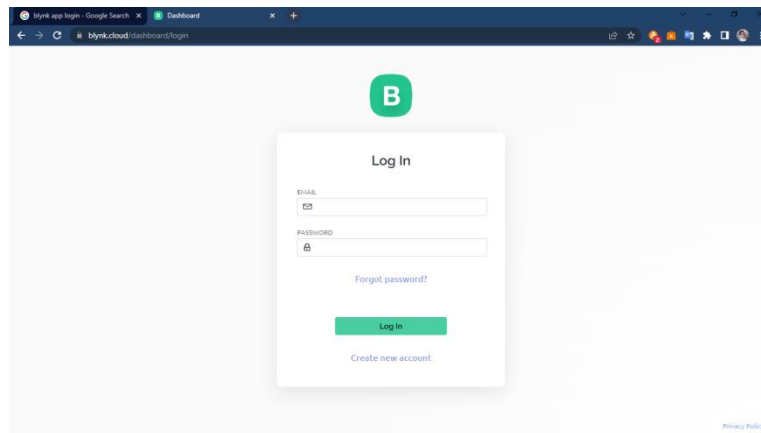 blynk app login - Google Search
Dashboard
blynk.cloud/dashboard/login
B
Log In
EMAIL
PASSWORD
Forgot password?
Log In
Create new account
Privacy Polic